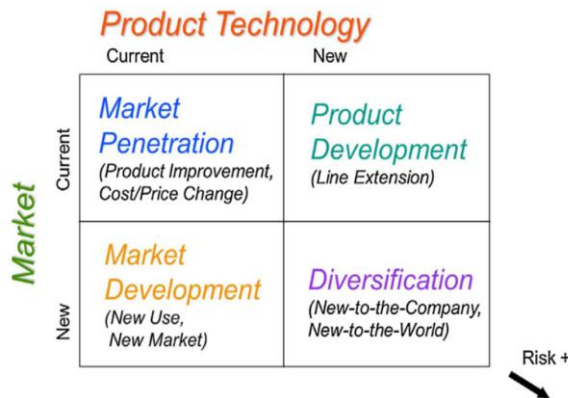 Product Technology
Current New
Market
Current
Market
Penetration
(Product Improvement,
Cost/Price Change)
Product
Development
(Line Extension)
New
Market
Development
(New Use,
New Market)
Diversification
(New-to-the-Company,
New-to-the-World)
Risk +